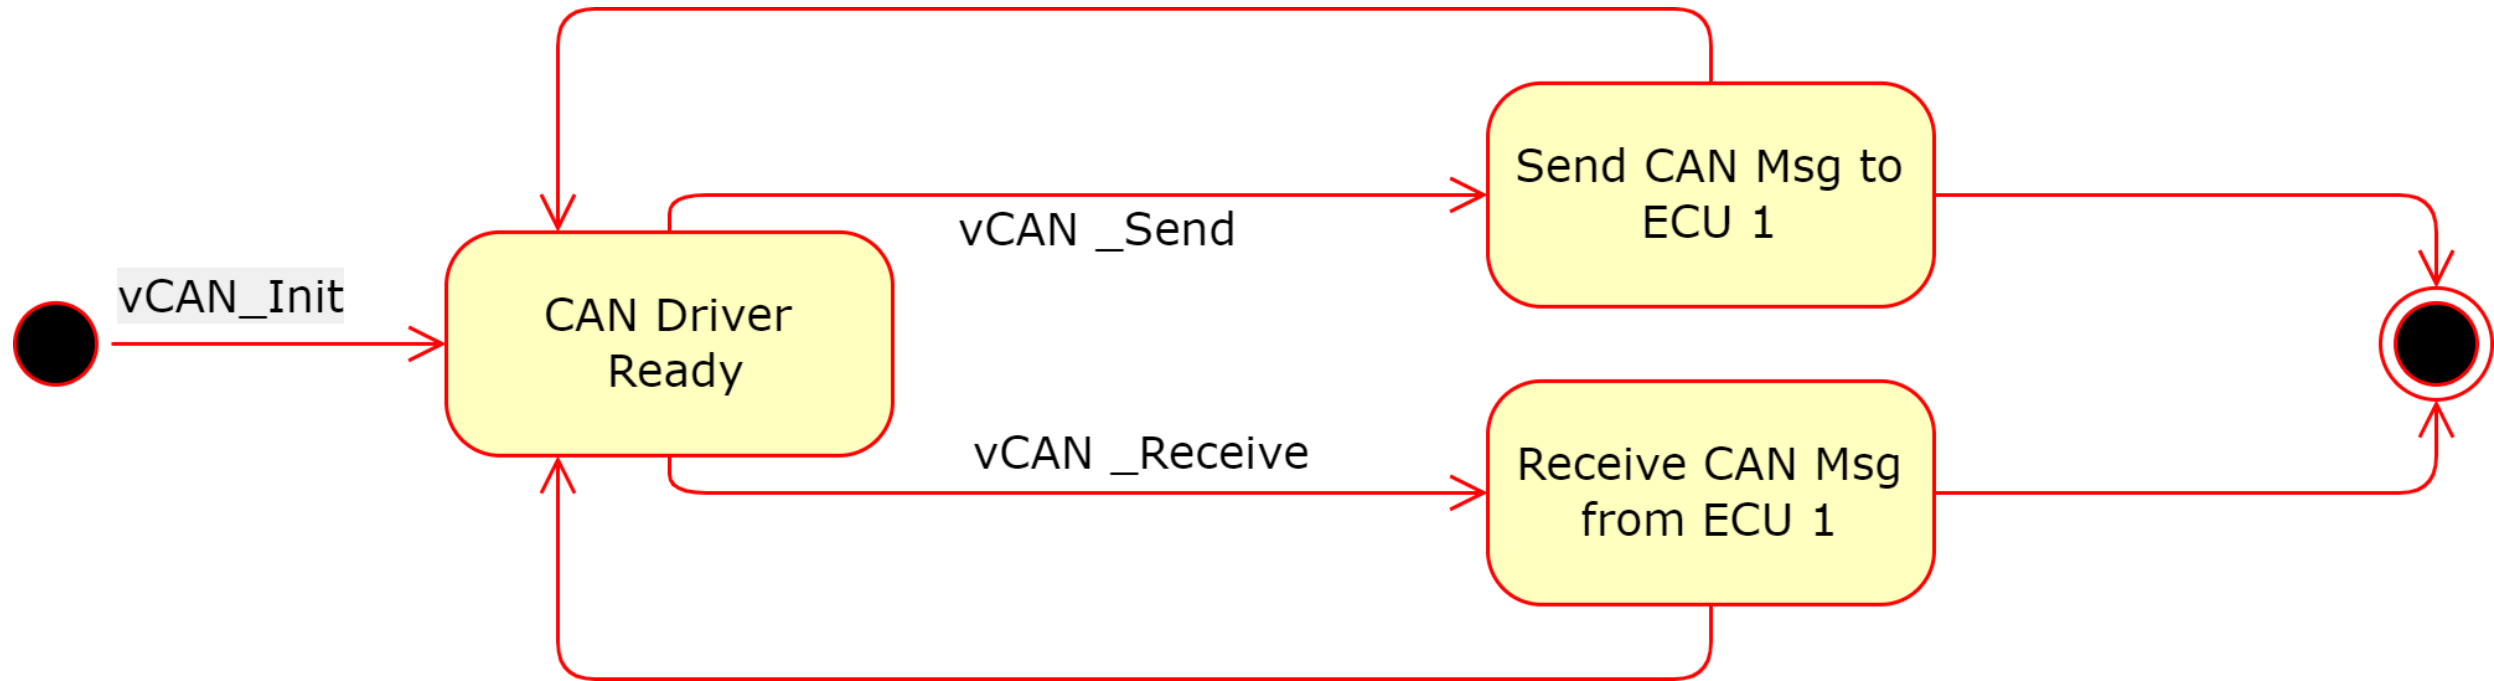 vCAN_Init
CAN Driver
Ready
vCAN _Send
vCAN _Receive
Send CAN Msg to
ECU 1
Receive CAN Msg
from ECU 1